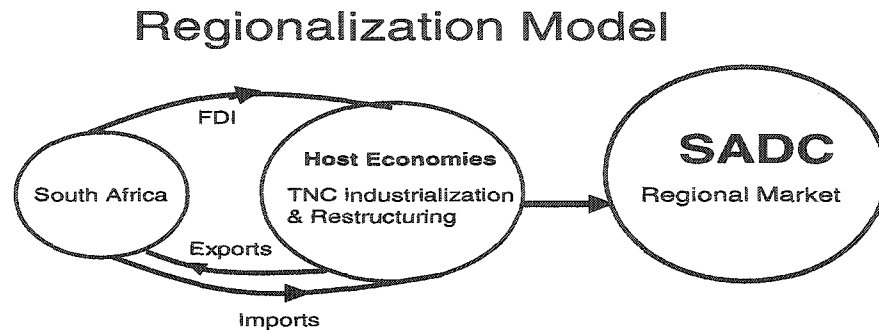 Regionalization Model
FDI
South Africa
Host Economies
TNC Industrialization
& Restructuring
SADC
Regional Market
Exports
Imports